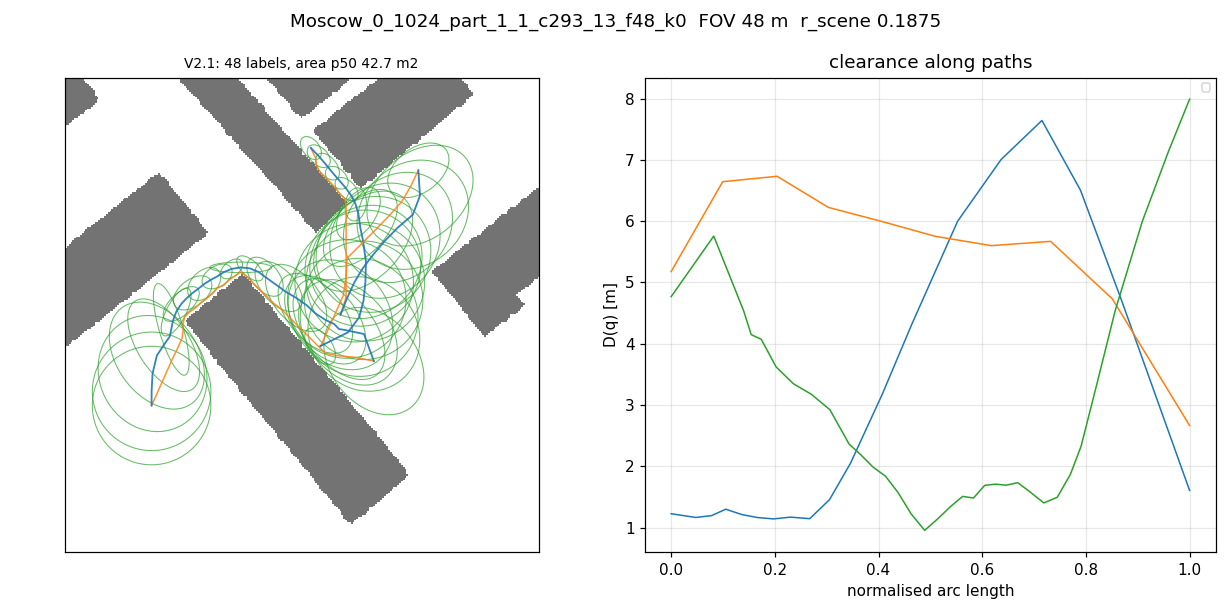 Moscow_0_1024_part_1_1_c293_13_f48_k0  FOV 48 m  r_scene 0.1875
V2.1: 48 labels, area p50 42.7 m2
clearance along paths
D(q) [m]
8
7
6
5
4
3
2
1
0.0 0.2 0.4 0.6 0.8 1.0
normalised arc length